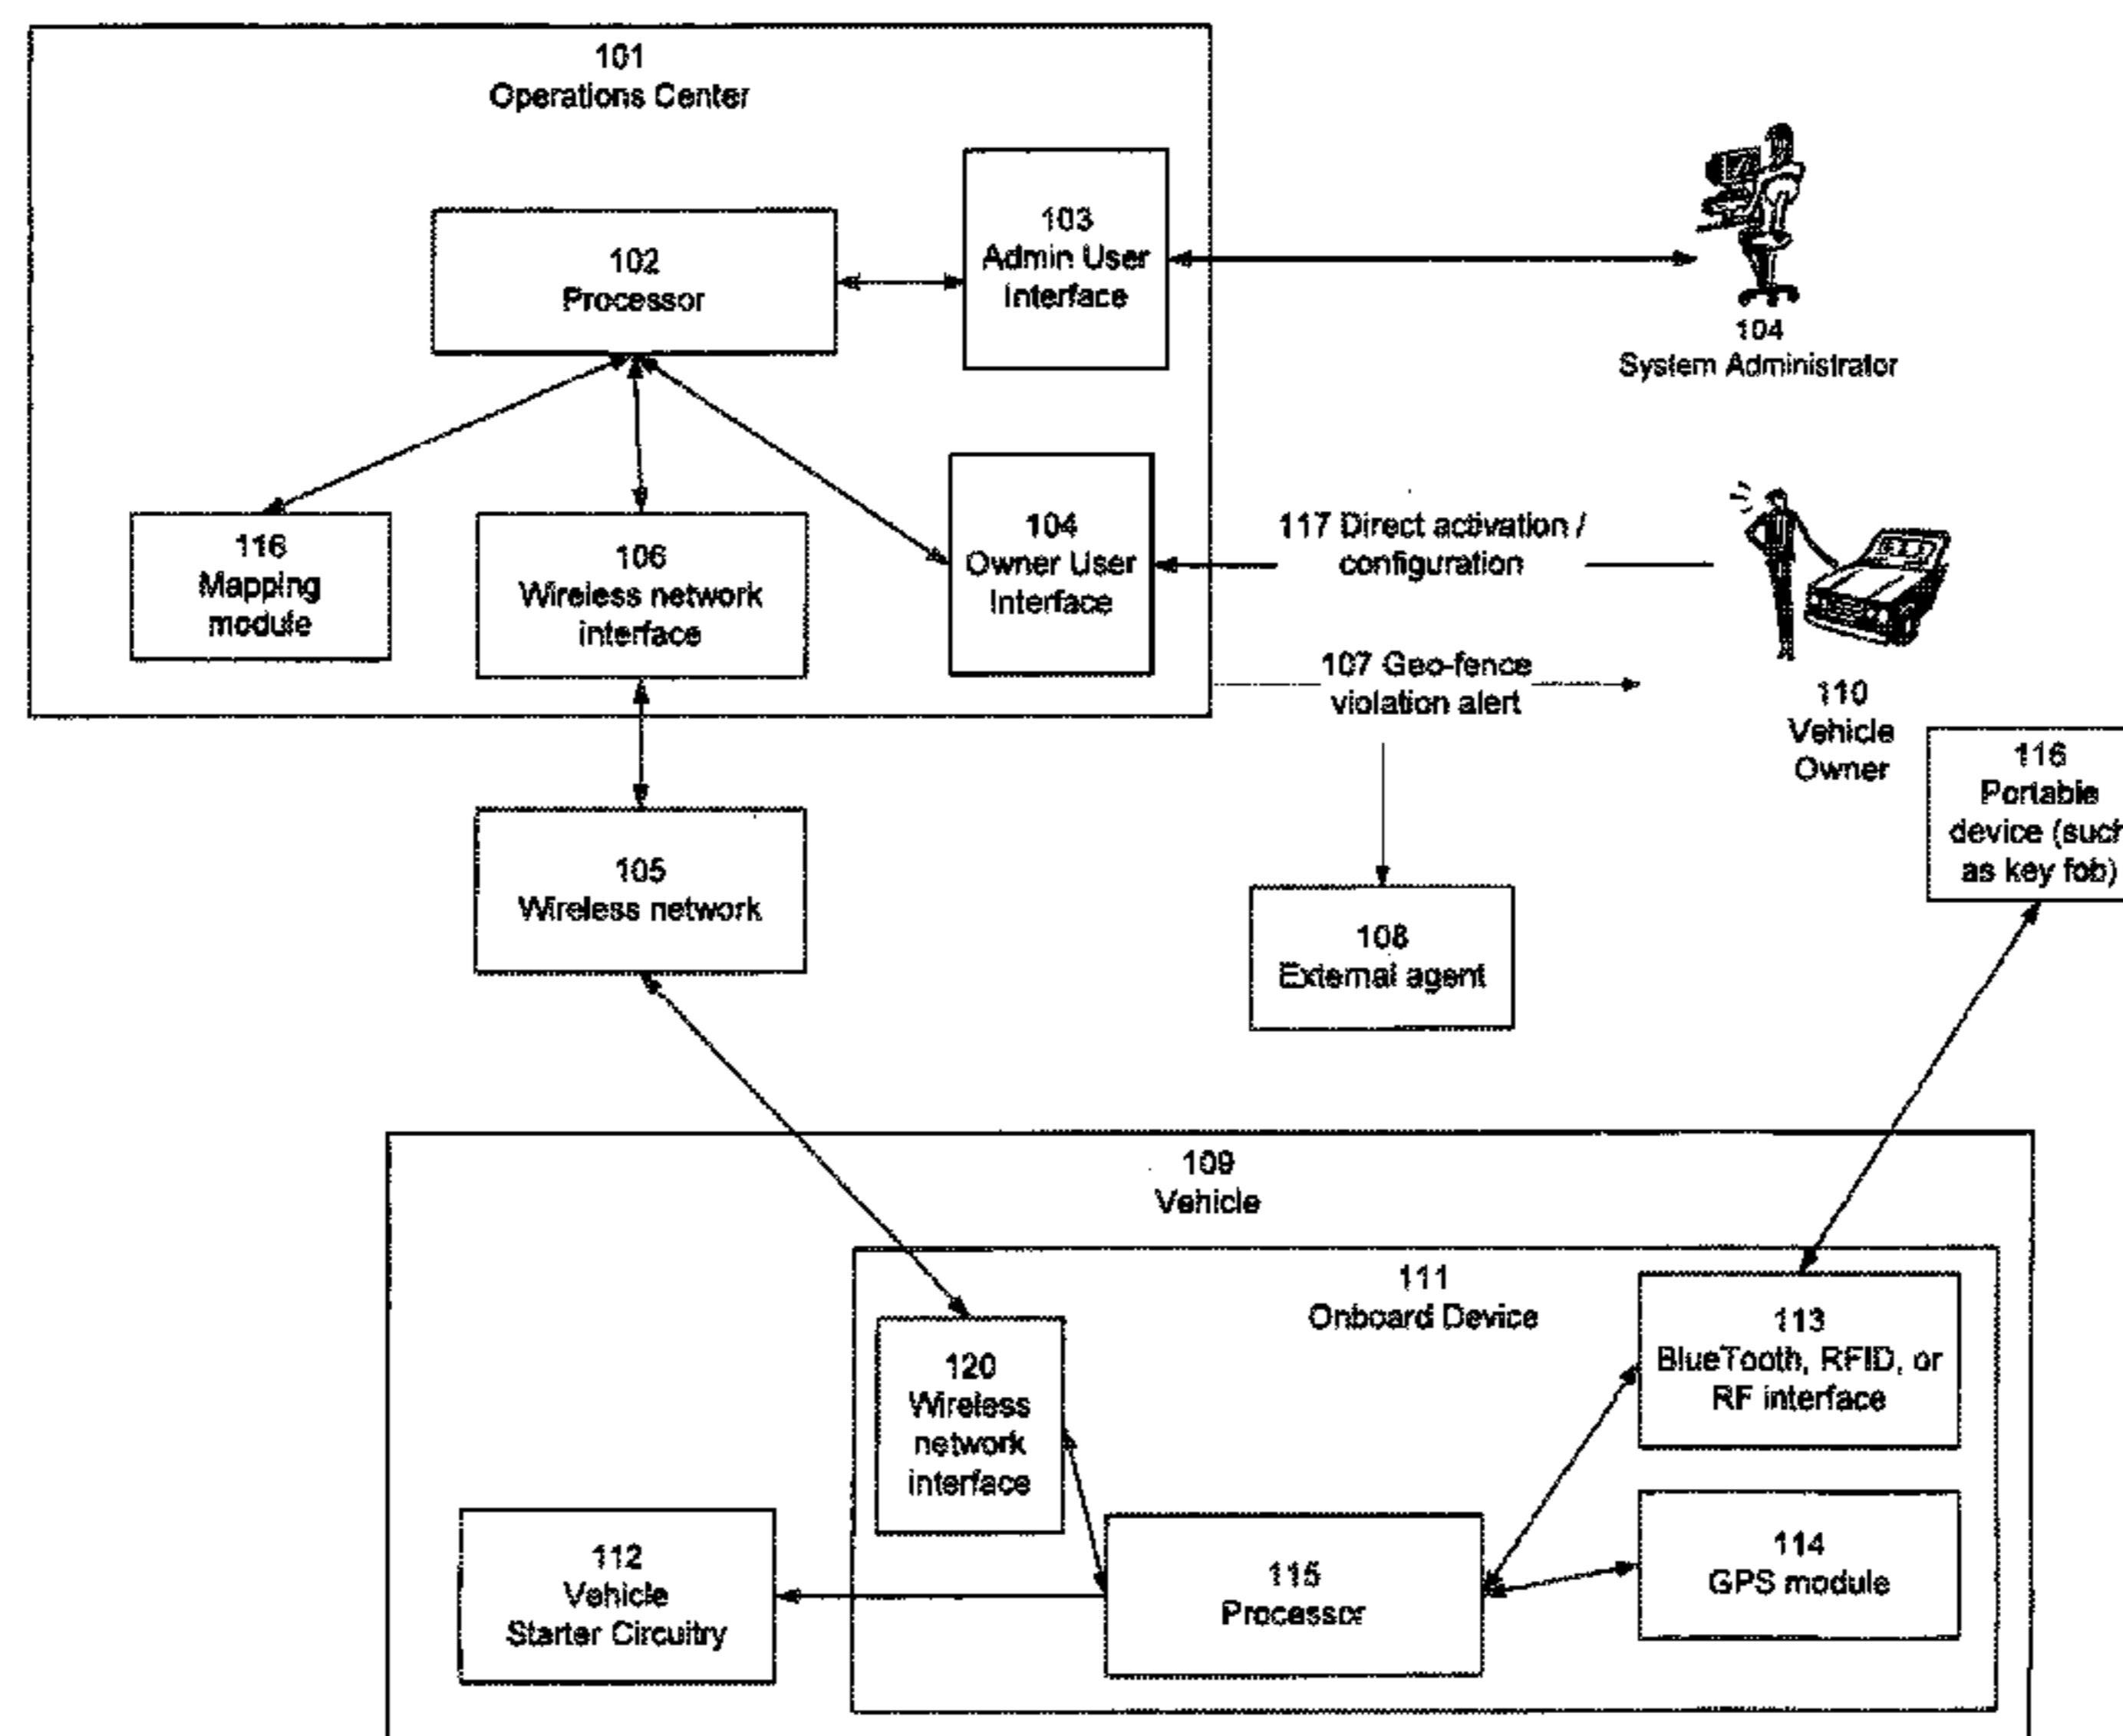 101
Operations Center
102
Processor
103
Admin User
Interface
104
System Administrator
116
Mapping
module
106
Wireless network
interface
104
Owner User
Interface
117 Direct activation /
configuration
107 Geo-fence
violation alert
110
Vehicle
Owner
116
Portable
device (such
as key fob)
105
Wireless network
108
External agent
109
Vehicle
111
Onboard Device
120
Wireless
network
interface
113
BlueTooth, RFID, or
RF interface
112
Vehicle
Starter Circuitry
115
Processor
114
GPS module